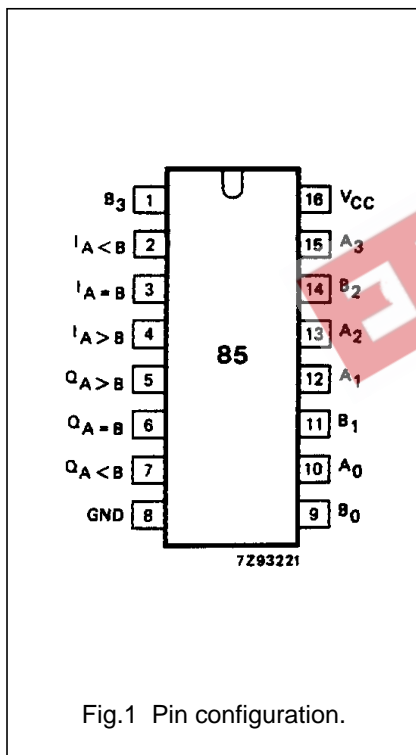 B3 1 16 VCC
IA<B 2 15 A3
IA=B 3 14 B2
IA>B 4 13 A2
85
QA>B 5 12 A1
QA=B 6 11 B1
QA<B 7 10 A0
GND 8 9 B0
7Z93221
Fig.1 Pin configuration.